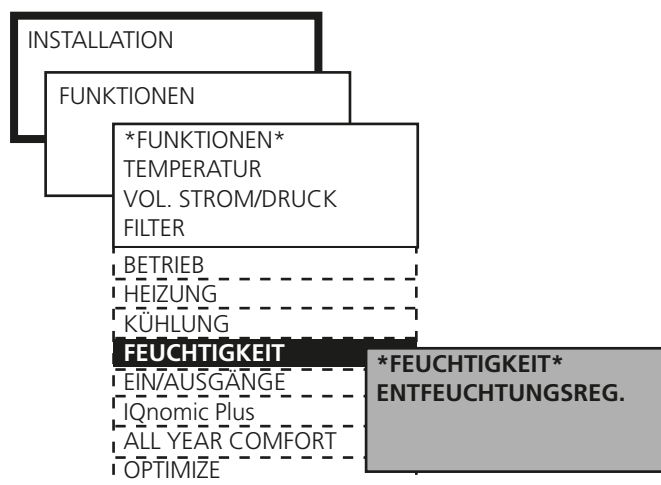 INSTALLATION
FUNKTIONEN
*FUNKTIONEN*
TEMPERATUR
VOL. STROM/DRUCK
FILTER
BETRIEB
HEIZUNG
KÜHLUNG
FEUCHTIGKEIT
EIN/AUSGÄNGE
IQnomic Plus
ALL YEAR COMFORT
OPTIMIZE
*FEUCHTIGKEIT*
ENTFEUCHTUNGSREG.